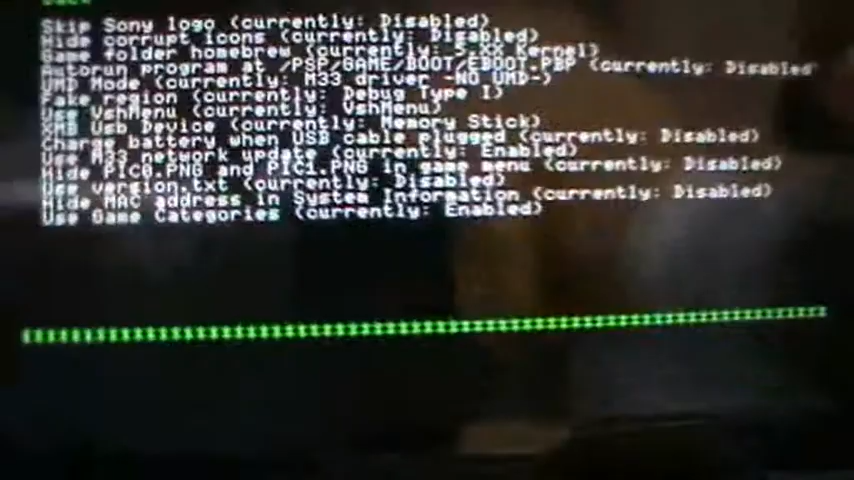 Back
Skip Sony logo (currently: Disabled)
Hide corrupt icons (currently: Disabled)
Game folder homebrew (currently: 5.XX Kernel)
Autorun program at /PSP/GAME/BOOT/EBOOT.PBP (currently: Disabled
UMD Mode (currently: M33 driver -NO UMD-)
Fake region (currently: Debug Type I)
Use VshMenu (currently: VshMenu)
XMB Usb Device (currently: Memory Stick)
Charge battery when USB cable plugged (currently: Disabled)
Use M33 network update (currently: Enabled)
Hide PIC0.PNG and PIC1.PNG in game menu (currently: Disabled)
Use version.txt (currently: Disabled)
Hide MAC address in System Information (currently: Disabled)
Use Game Categories (currently: Enabled)